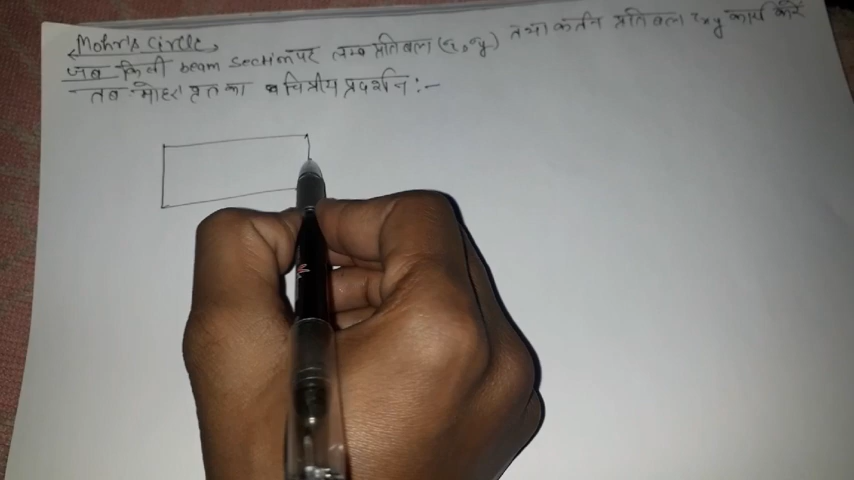 Mohr's Circle
जब किसी beam section पर लम्ब प्रतिबल (σx, σy) तथा कर्तन प्रतिबल τxy कार्य करें
तब मोहर वृत का चित्रीय प्रदर्शन :-